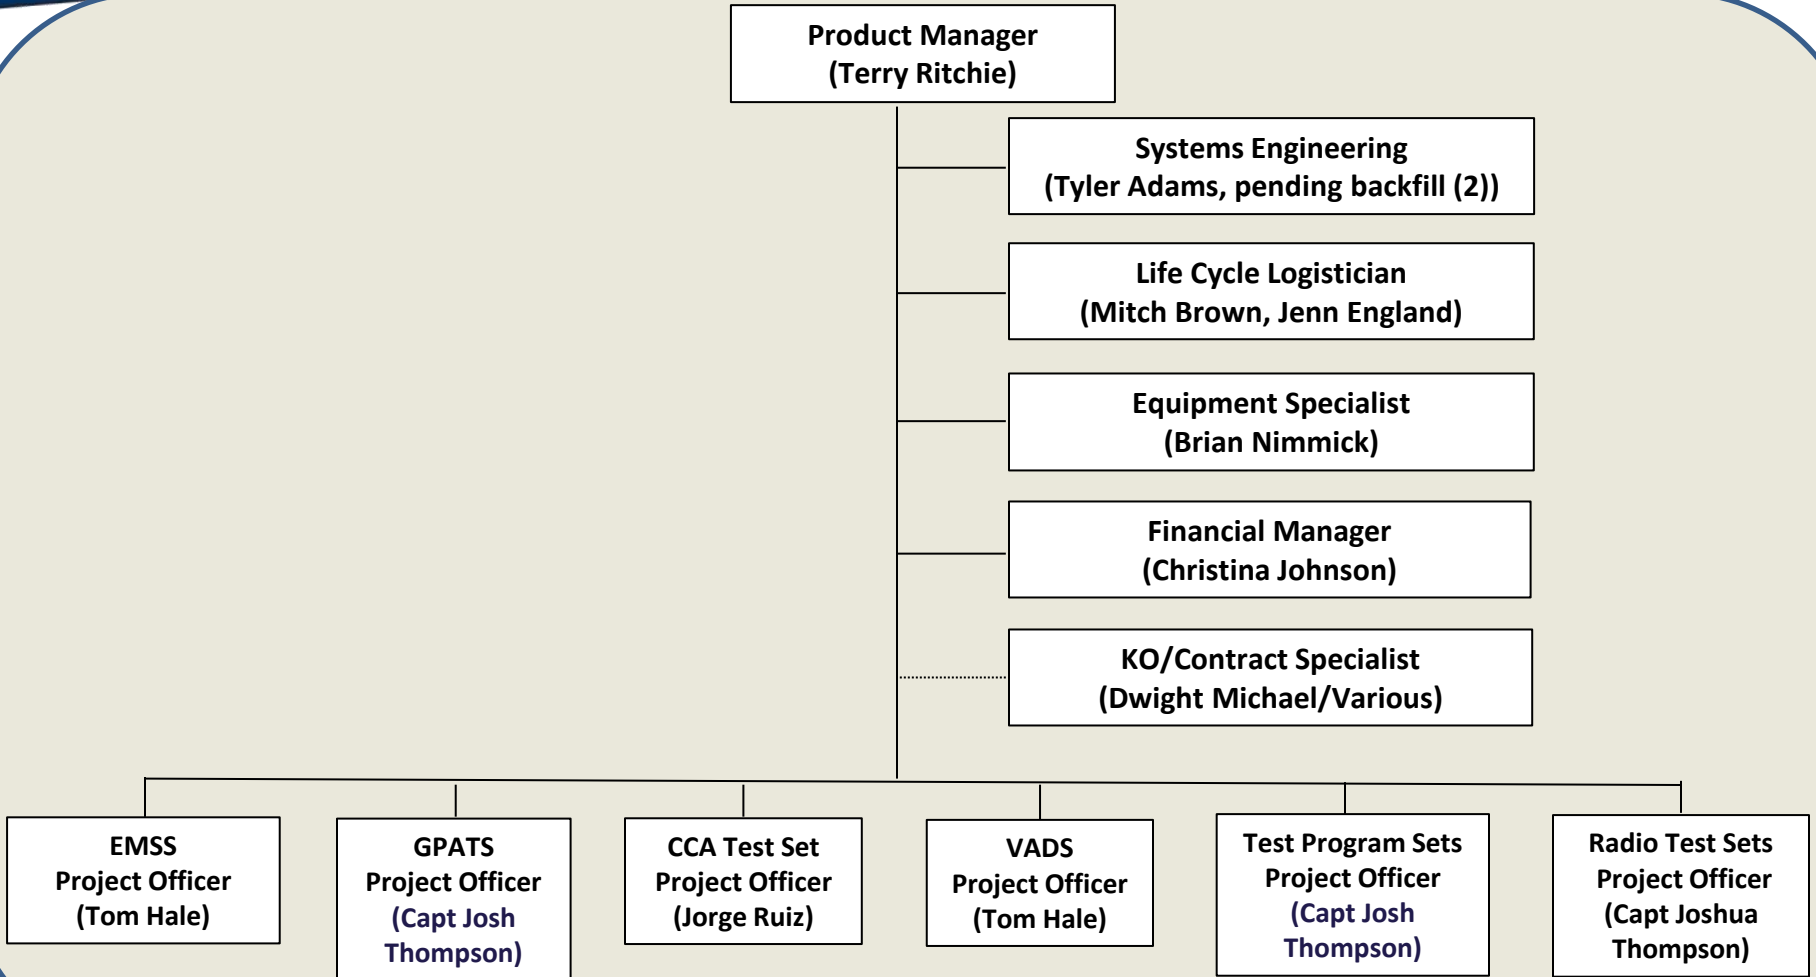 Product Manager
(Terry Ritchie)
Systems Engineering
(Tyler Adams, pending backfill (2))
Life Cycle Logistician
(Mitch Brown, Jenn England)
Equipment Specialist
(Brian Nimmick)
Financial Manager
(Christina Johnson)
KO/Contract Specialist
(Dwight Michael/Various)
EMSS
Project Officer
(Tom Hale)
GPATS
Project Officer
(Capt Josh
Thompson)
CCA Test Set
Project Officer
(Jorge Ruiz)
VADS
Project Officer
(Tom Hale)
Test Program Sets
Project Officer
(Capt Josh
Thompson)
Radio Test Sets
Project Officer
(Capt Joshua
Thompson)